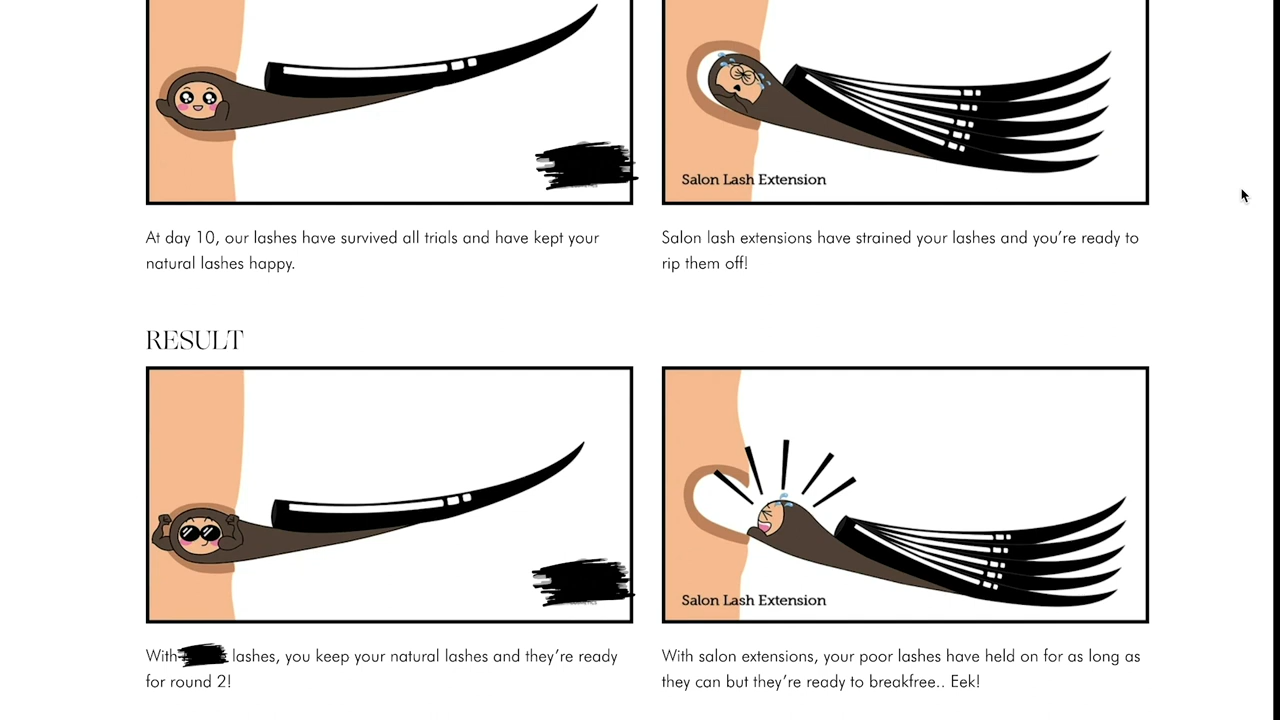 Salon Lash Extension
At day 10, our lashes have survived all trials and have kept your
natural lashes happy.
Salon lash extensions have strained your lashes and you’re ready to
rip them off!
RESULT
Salon Lash Extension
With lashes, you keep your natural lashes and they’re ready
for round 2!
With salon extensions, your poor lashes have held on for as long as
they can but they’re ready to breakfree.. Eek!